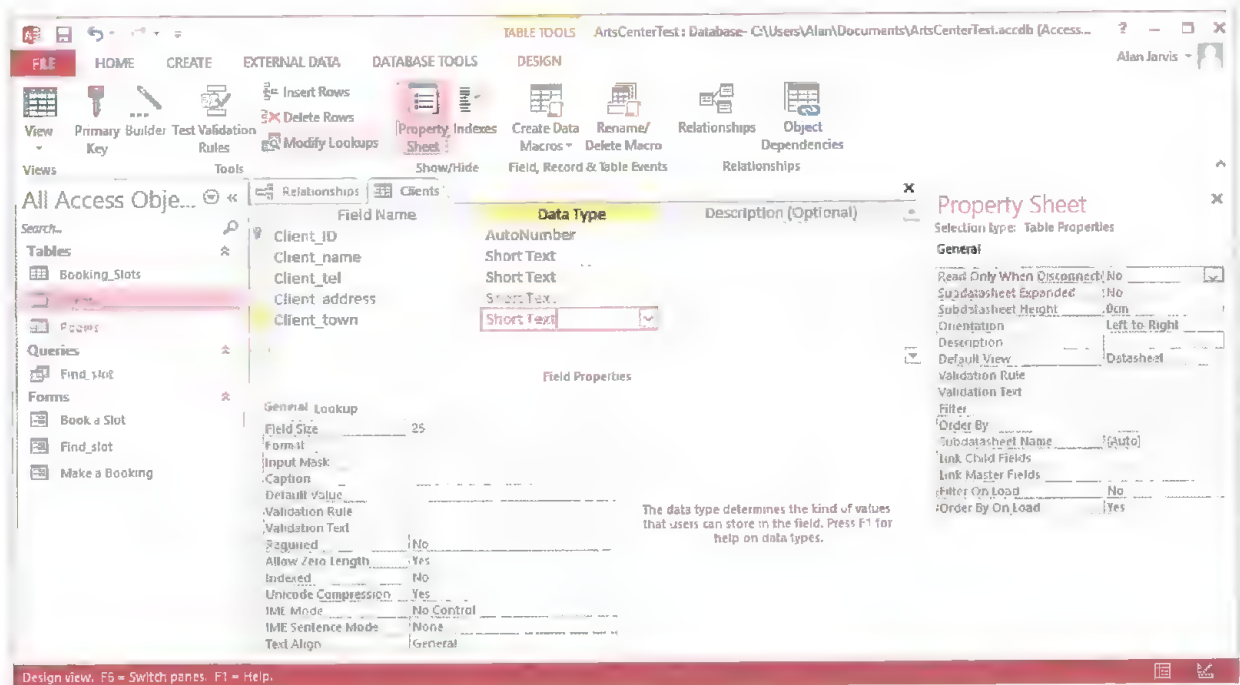 TABLE TOOLS ArtsCenterTest : Database- C:\Users\Alan\Documents\ArtsCenterTest.accdb (Access... ? – X
FILE HOME CREATE EXTERNAL DATA DATABASE TOOLS DESIGN Alan Jarvis
Insert Rows
Delete Rows
Modify Lookups
View Primary Key Builder Test Validation Rules Property Sheet Indexes Create Data Macros Rename/ Delete Macro Relationships Object Dependencies
Views Tools Show/Hide Field, Record & Table Events Relationships
All Access Obje... «
Search...
Tables
Booking_Slots
Rooms
Queries
Find_slot
Forms
Book a Slot
Find_slot
Make a Booking
Relationships Clients
Field Name Data Type Description (Optional)
Client_ID AutoNumber
Client_name Short Text
Client_tel Short Text
Client_address Short Text
Client_town Short Text
Field Properties
General Lookup
Field Size 25
Format
Input Mask
Caption
Default Value
Validation Rule
Validation Text
Required No
Allow Zero Length Yes
Indexed No
Unicode Compression Yes
IME Mode No Control
IME Sentence Mode None
Text Align General
The data type determines the kind of values
that users can store in the field. Press F1 for
help on data types.
Property Sheet
Selection type: Table Properties
General
Read Only When Disconnect No
Subdatasheet Expanded No
Subdatasheet Height 0cm
Orientation Left to Right
Description
Default View Datasheet
Validation Rule
Validation Text
Filter
Order By
Subdatasheet Name [Auto]
Link Child Fields
Link Master Fields
Filter On Load No
Order By On Load Yes
Design view. F6 = Switch panes. F1 = Help.